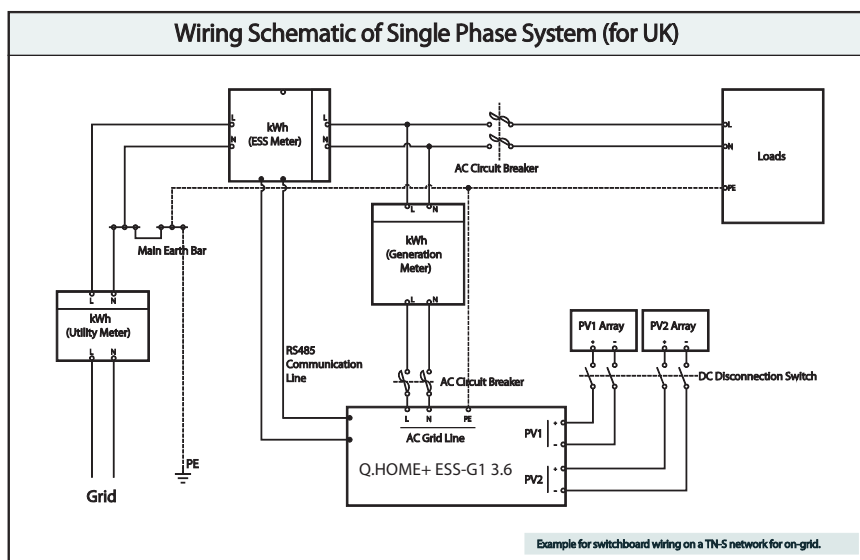 Wiring Schematic of Single Phase System (for UK)
L
N
kWh
(ESS Meter)
L
N
AC Circuit Breaker
L
N
PE
Loads
Main Earth Bar
L N
kWh
(Generation
Meter)
L N
L N
kWh
(Utility Meter)
L N
RS485
Communication
Line
AC Circuit Breaker
PV1 Array
+ -
PV2 Array
+ -
DC Disconnection Switch
L N PE
AC Grid Line
PV1
+
-
PV2
+
-
Q.HOME+ ESS-G1 3.6
PE
Grid
Example for switchboard wiring on a TN-S network for on-grid.